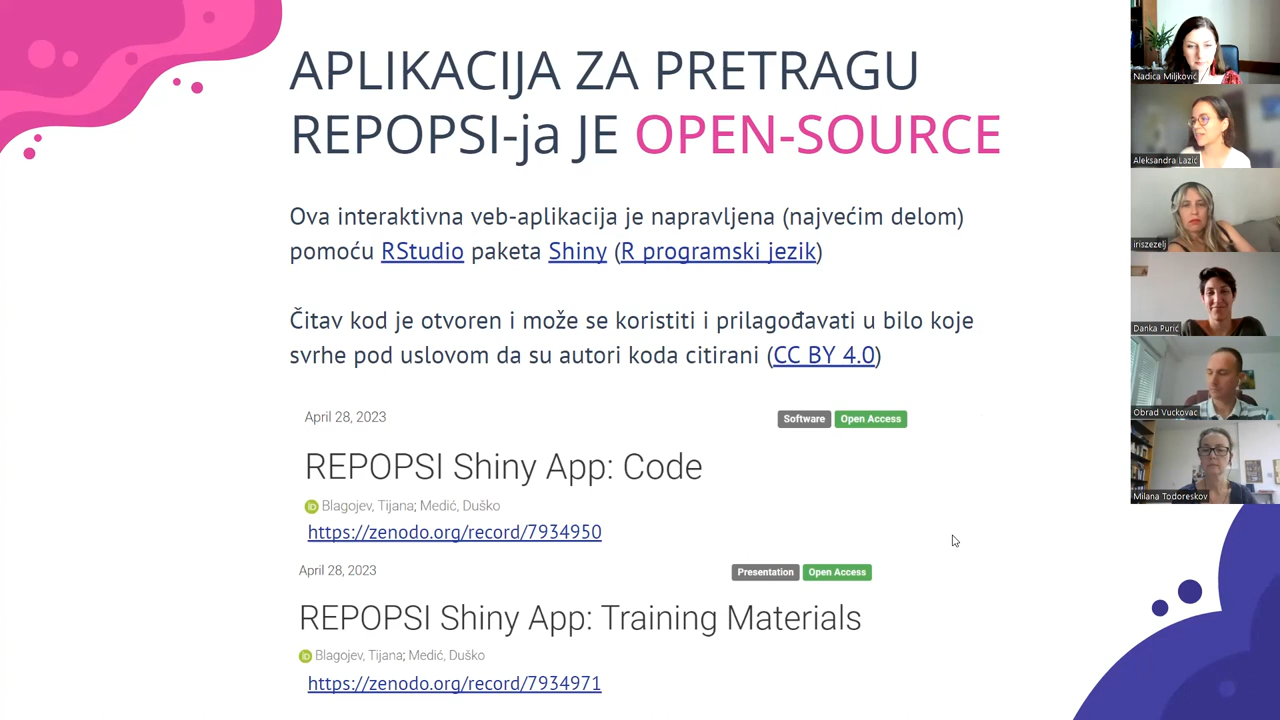 APLIKACIJA ZA PRETRAGU
REPOPSI-ja JE OPEN-SOURCE
Ova interaktivna veb-aplikacija je napravljena (najvećim delom)
pomoću RStudio paketa Shiny (R programski jezik)
Čitav kod je otvoren i može se koristiti i prilagođavati u bilo koje
svrhe pod uslovom da su autori koda citirani (CC BY 4.0)
April 28, 2023
Software
Open Access
REPOPSI Shiny App: Code
iD Blagojev, Tijana; Medić, Duško
https://zenodo.org/record/7934950
April 28, 2023
Presentation
Open Access
REPOPSI Shiny App: Training Materials
iD Blagojev, Tijana; Medić, Duško
https://zenodo.org/record/7934971
Nadica Miljković
Aleksandra Lazić
iriszezelj
Danka Purić
Obrad Vuckovac
Milana Todoreskov